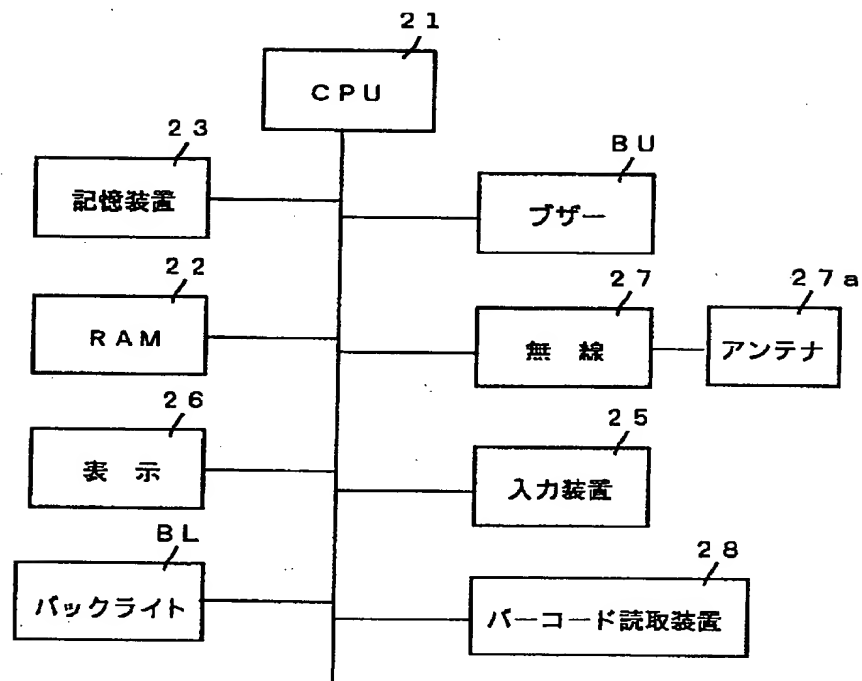 21
CPU
23
記憶装置
BU
ブザー
22
RAM
27
無 線
27a
アンテナ
26
表 示
25
入力装置
BL
バックライト
28
バーコード読取装置